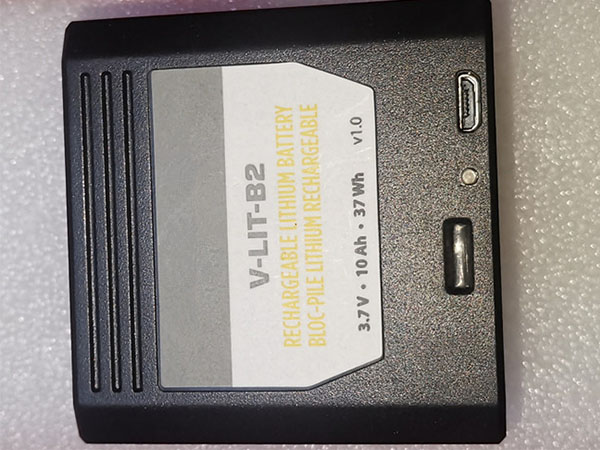 V-LIT-B2
RECHARGEABLE LITHIUM BATTERY
BLOC-PILE LITHIUM RECHARGEABLE
3.7 V • 10 Ah • 37 Wh v1.0